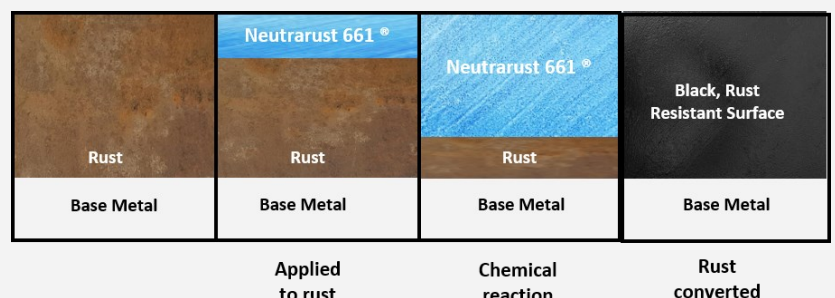 Rust
Base Metal
Neutrarust 661 ®
Rust
Base Metal
Applied
to rust
Neutrarust 661 ®
Rust
Base Metal
Chemical
reaction
Black, Rust
Resistant Surface
Base Metal
Rust
converted